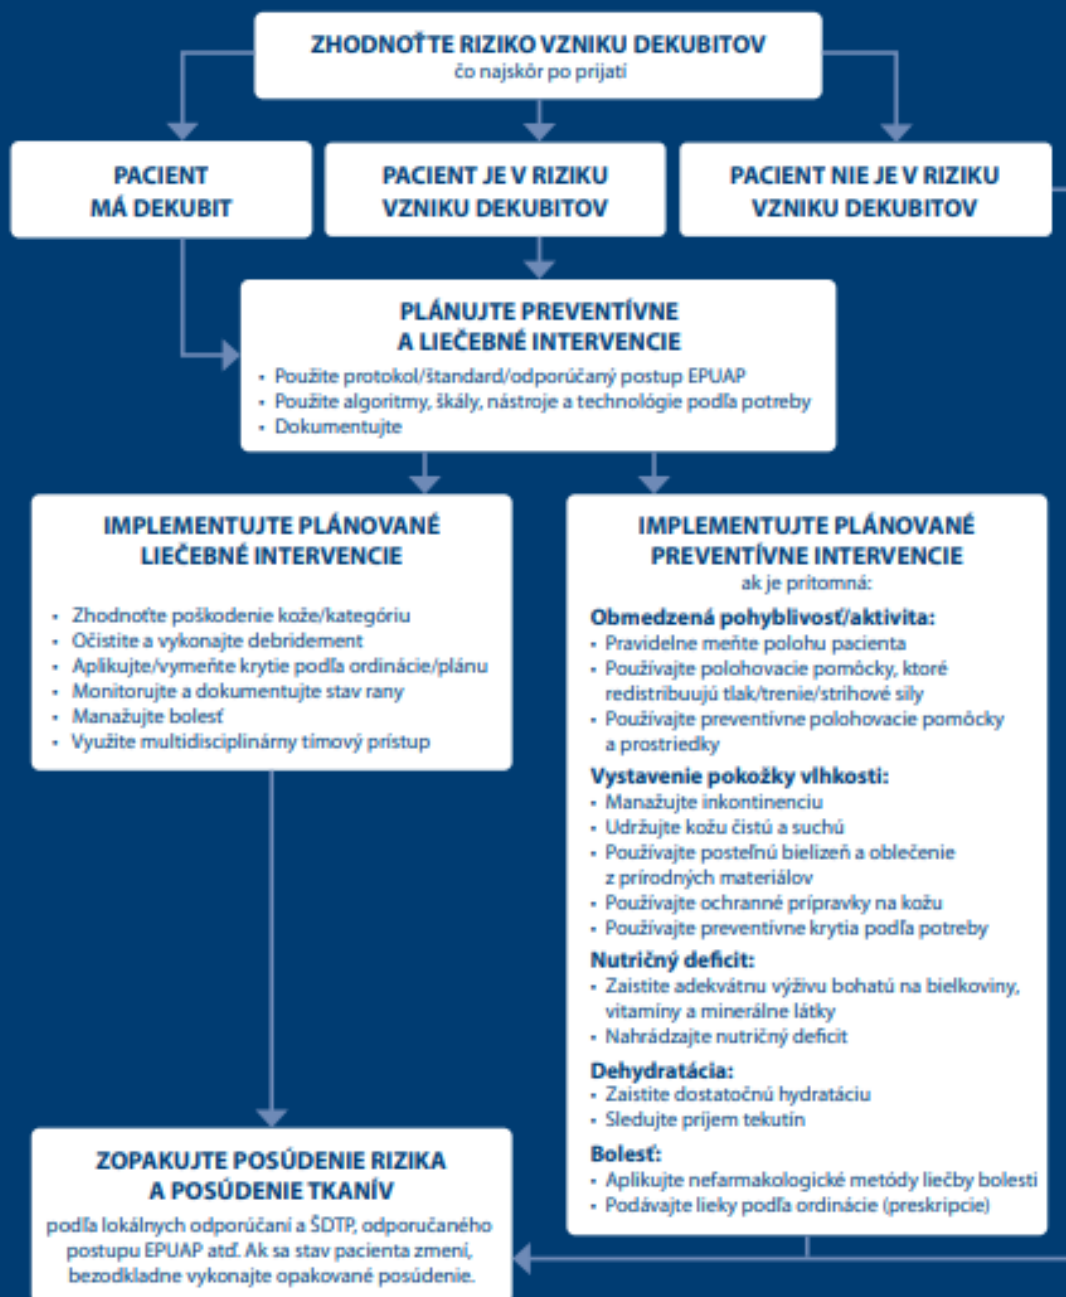 ZHODNOŤTE RIZIKO VZNIKU DEKUBITOV
čo najskôr po prijatí
PACIENT
MÁ DEKUBIT
PACIENT JE V RIZIKU
VZNIKU DEKUBITOV
PACIENT NIE JE V RIZIKU
VZNIKU DEKUBITOV
PLÁNUJTE PREVENTÍVNE
A LIEČEBNÉ INTERVENCIE
• Použite protokol/štandard/odporúčaný postup EPUAP
• Použite algoritmy, škály, nástroje a technológie podľa potreby
• Dokumentujte
IMPLEMENTUJTE PLÁNOVANÉ
LIEČEBNÉ INTERVENCIE
• Zhodnoťte poškodenie kože/kategóriu
• Očistite a vykonajte debridement
• Aplikujte/vymeňte krytie podľa ordinácie/plánu
• Monitorujte a dokumentujte stav rany
• Manažujte bolesť
• Využite multidisciplinárny tímový prístup
IMPLEMENTUJTE PLÁNOVANÉ
PREVENTÍVNE INTERVENCIE
ak je prítomná:
Obmedzená pohyblivosť/aktivita:
• Pravidelne meňte polohu pacienta
• Používajte polohovacie pomôcky, ktoré
redistribuujú tlak/trenie/strihové sily
• Používajte preventívne polohovacie pomôcky
a prostriedky
Vystavenie pokožky vlhkosti:
• Manažujte inkontinenciu
• Udržujte kožu čistú a suchú
• Používajte posteľnú bielizeň a oblečenie
z prírodných materiálov
• Používajte ochranné prípravky na kožu
• Používajte preventívne krytia podľa potreby
Nutričný deficit:
• Zaistite adekvátnu výživu bohatú na bielkoviny,
vitamíny a minerálne látky
• Nahrádzajte nutričný deficit
Dehydratácia:
• Zaistite dostatočnú hydratáciu
• Sledujte príjem tekutín
Bolesť:
• Aplikujte nefarmakologické metódy liečby bolesti
• Podávajte lieky podľa ordinácie (preskripcie)
ZOPAKUJTE POSÚDENIE RIZIKA
A POSÚDENIE TKANÍV
podľa lokálnych odporúčaní a ŠDTP, odporučaného
postupu EPUAP atď. Ak sa stav pacienta zmení,
bezodkladne vykonajte opakované posúdenie.